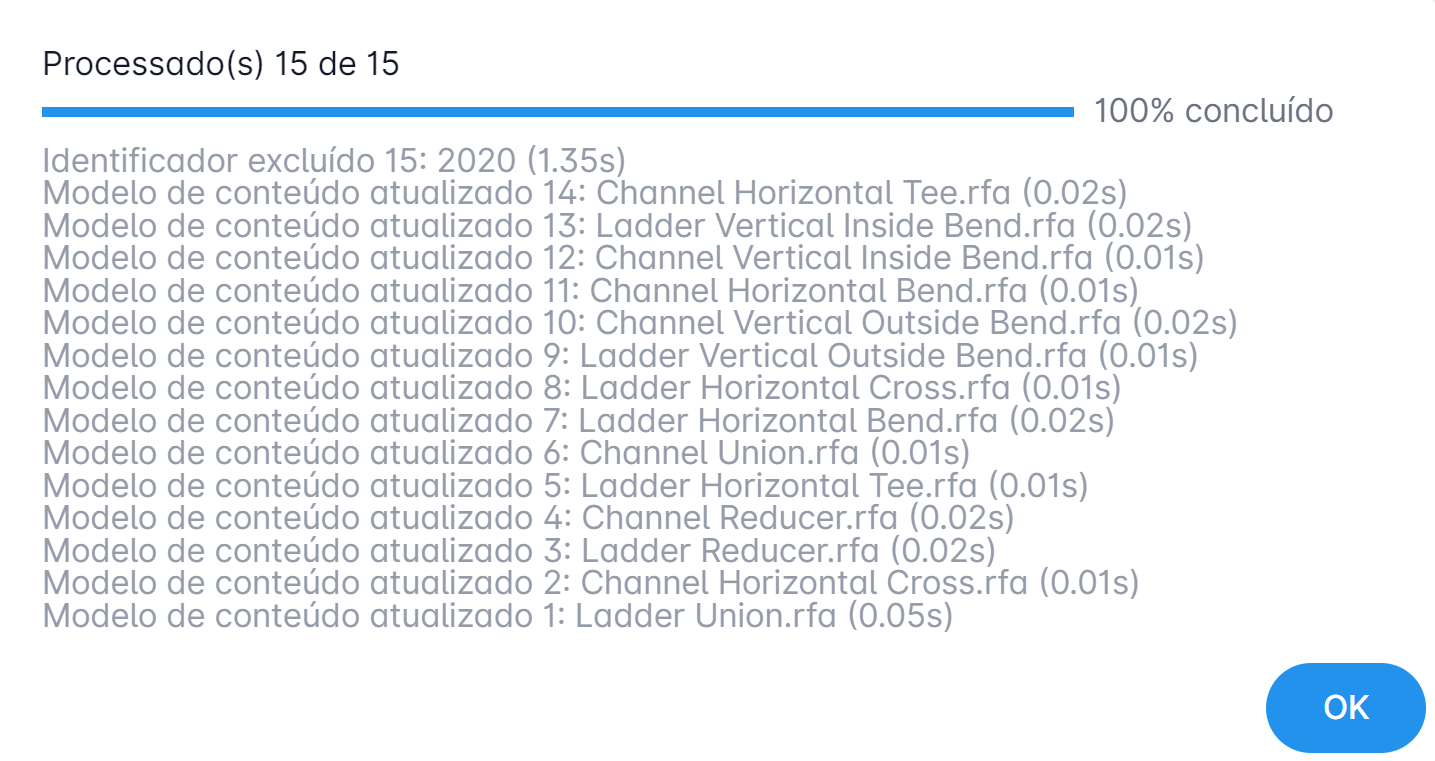 Processado(s) 15 de 15
100% concluído
Identificador excluído 15: 2020 (1.35s)
Modelo de conteúdo atualizado 14: Channel Horizontal Tee.rfa (0.02s)
Modelo de conteúdo atualizado 13: Ladder Vertical Inside Bend.rfa (0.02s)
Modelo de conteúdo atualizado 12: Channel Vertical Inside Bend.rfa (0.01s)
Modelo de conteúdo atualizado 11: Channel Horizontal Bend.rfa (0.01s)
Modelo de conteúdo atualizado 10: Channel Vertical Outside Bend.rfa (0.02s)
Modelo de conteúdo atualizado 9: Ladder Vertical Outside Bend.rfa (0.01s)
Modelo de conteúdo atualizado 8: Ladder Horizontal Cross.rfa (0.01s)
Modelo de conteúdo atualizado 7: Ladder Horizontal Bend.rfa (0.02s)
Modelo de conteúdo atualizado 6: Channel Union.rfa (0.01s)
Modelo de conteúdo atualizado 5: Ladder Horizontal Tee.rfa (0.01s)
Modelo de conteúdo atualizado 4: Channel Reducer.rfa (0.02s)
Modelo de conteúdo atualizado 3: Ladder Reducer.rfa (0.02s)
Modelo de conteúdo atualizado 2: Channel Horizontal Cross.rfa (0.01s)
Modelo de conteúdo atualizado 1: Ladder Union.rfa (0.05s)
OK